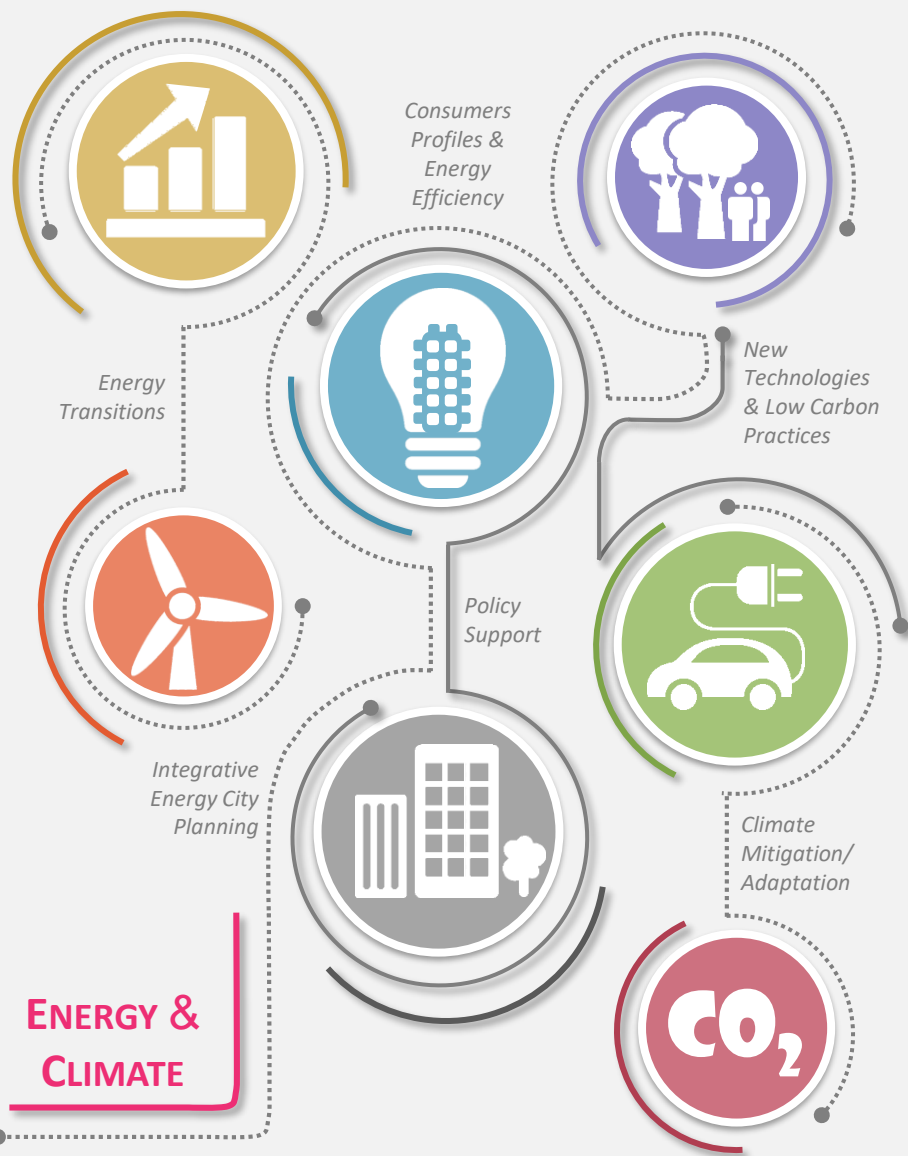 Consumers
Profiles &
Energy
Efficiency
New
Technologies
& Low Carbon
Practices
Energy
Transitions
Policy
Support
Integrative
Energy City
Planning
Climate
Mitigation/
Adaptation
ENERGY &
CLIMATE
CO2